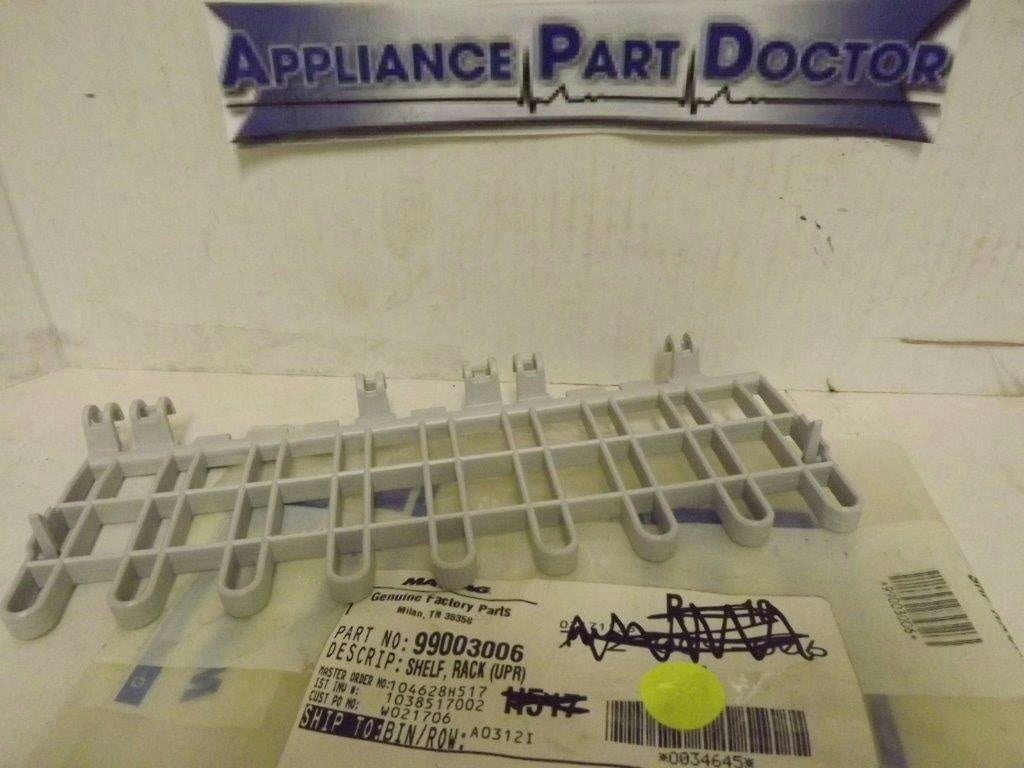 APPLIANCE PART DOCTOR
Genuine Factory Parts
Milan, TN 38358
PART NO: 99003006
DESCRIP: SHELF, RACK (UPR)
MASTER ORDER NO: 104628H517
1ST INV #: 1038517002
CUST PO NO: W021706
H517
SHIP TO: BIN/ROW: A0312I
*0034645*
*99003006*